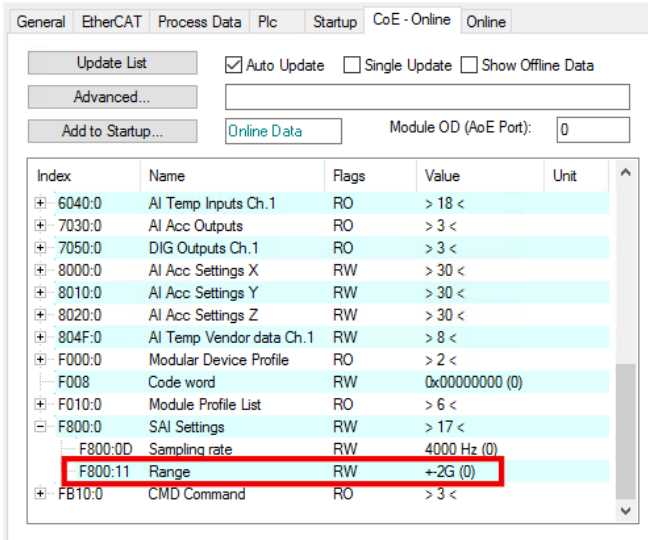 General EtherCAT Process Data Plc Startup CoE - Online Online
Update List Auto Update Single Update Show Offline Data
Advanced...
Add to Startup... Online Data Module OD (AoE Port): 0
Index Name Flags Value Unit
6040:0 AI Temp Inputs Ch.1 RO > 18 <
7030:0 AI Acc Outputs RO > 3 <
7050:0 DIG Outputs Ch.1 RO > 3 <
8000:0 AI Acc Settings X RW > 30 <
8010:0 AI Acc Settings Y RW > 30 <
8020:0 AI Acc Settings Z RW > 30 <
804F:0 AI Temp Vendor data Ch.1 RW > 8 <
F000:0 Modular Device Profile RO > 2 <
F008 Code word RW 0x00000000 (0)
F010:0 Module Profile List RO > 6 <
F800:0 SAI Settings RW > 17 <
F800:0D Sampling rate RW 4000 Hz (0)
F800:11 Range RW +-2G (0)
FB10:0 CMD Command RO > 3 <